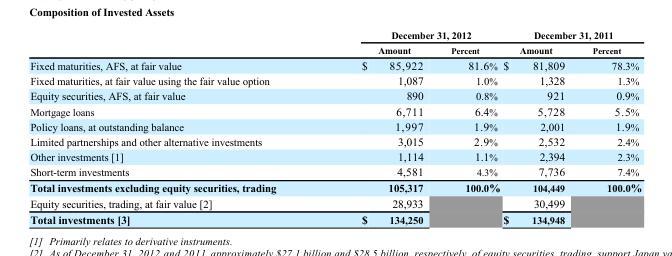 Composition of Invested Assets
December 31, 2012 December 31, 2011
Amount Percent Amount Percent
Fixed maturities, AFS, at fair value $ 85,922 81.6% $ 81,809 78.3%
Fixed maturities, at fair value using the fair value option 1,087 1.0% 1,328 1.3%
Equity securities, AFS, at fair value 890 0.8% 921 0.9%
Mortgage loans 6,711 6.4% 5,728 5.5%
Policy loans, at outstanding balance 1,997 1.9% 2,001 1.9%
Limited partnerships and other alternative investments 3,015 2.9% 2,532 2.4%
Other investments [1] 1,114 1.1% 2,394 2.3%
Short-term investments 4,581 4.3% 7,736 7.4%
Total investments excluding equity securities, trading 105,317 100.0% 104,449 100.0%
Equity securities, trading, at fair value [2] 28,933 30,499
Total investments [3] $ 134,250 $ 134,948
[1] Primarily relates to derivative instruments.
[2] As of December 31, 2012 and 2011, approximately $27.1 billion and $28.5 billion, respectively, of equity securities, trading, support Japan